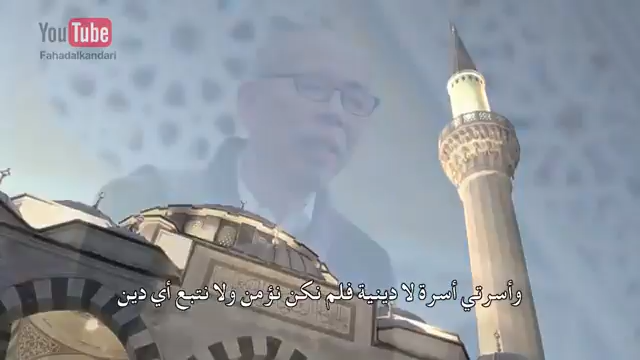 YouTube
Fahadalkandari
وأسرتي أسرة لا دينية فلم نكن نؤمن ولا نتبع أي دين